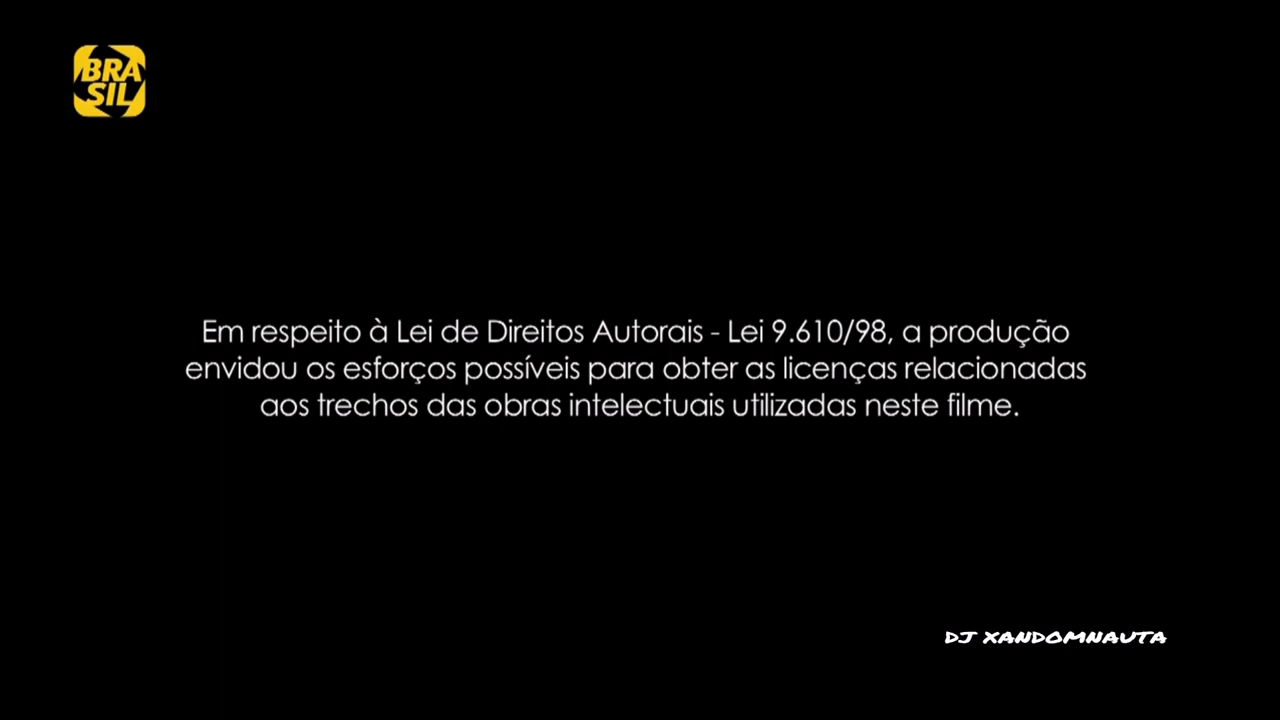 BRA
SIL
Em respeito à Lei de Direitos Autorais - Lei 9.610/98, a produção
envidou os esforços possíveis para obter as licenças relacionadas
aos trechos das obras intelectuais utilizadas neste filme.
DJ XANDOMNAUTA